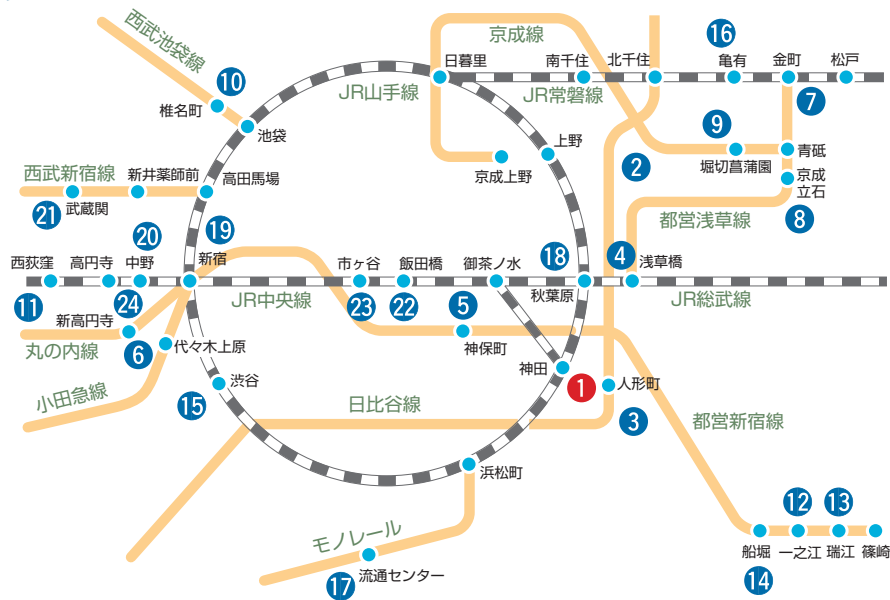 西武池袋線
京成線
16
日暮里
南千住
北千住
亀有
金町
松戸
10
JR山手線
JR常磐線
7
椎名町
池袋
9
上野
2
堀切菖蒲園
青砥
京成上野
京成
立石
西武新宿線
新井薬師前
高田馬場
21
武蔵関
都営浅草線
8
20
19
18
4
西荻窪
高円寺
中野
新宿
市ヶ谷
飯田橋
御茶ノ水
浅草橋
秋葉原
JR中央線
JR総武線
11
24
23
22
5
新高円寺
丸の内線
6
代々木上原
神保町
神田
小田急線
渋谷
15
1
人形町
日比谷線
3
都営新宿線
浜松町
12
13
モノレール
船堀
一之江
瑞江
篠崎
流通センター
17
14